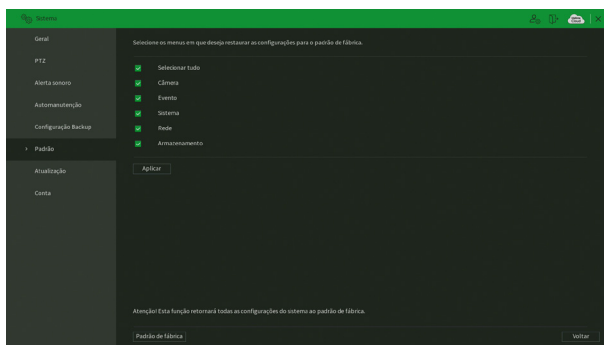 Sistema
Geral
PTZ
Alerta sonoro
Automanutenção
Configuração Backup
Padrão
Atualização
Conta
Selecione os menus em que deseja restaurar as configurações para o padrão de fábrica.
Selecionar tudo
Câmera
Evento
Sistema
Rede
Armazenamento
Aplicar
Atenção! Esta função retornará todas as configurações do sistema ao padrão de fábrica.
Padrão de fábrica
Voltar